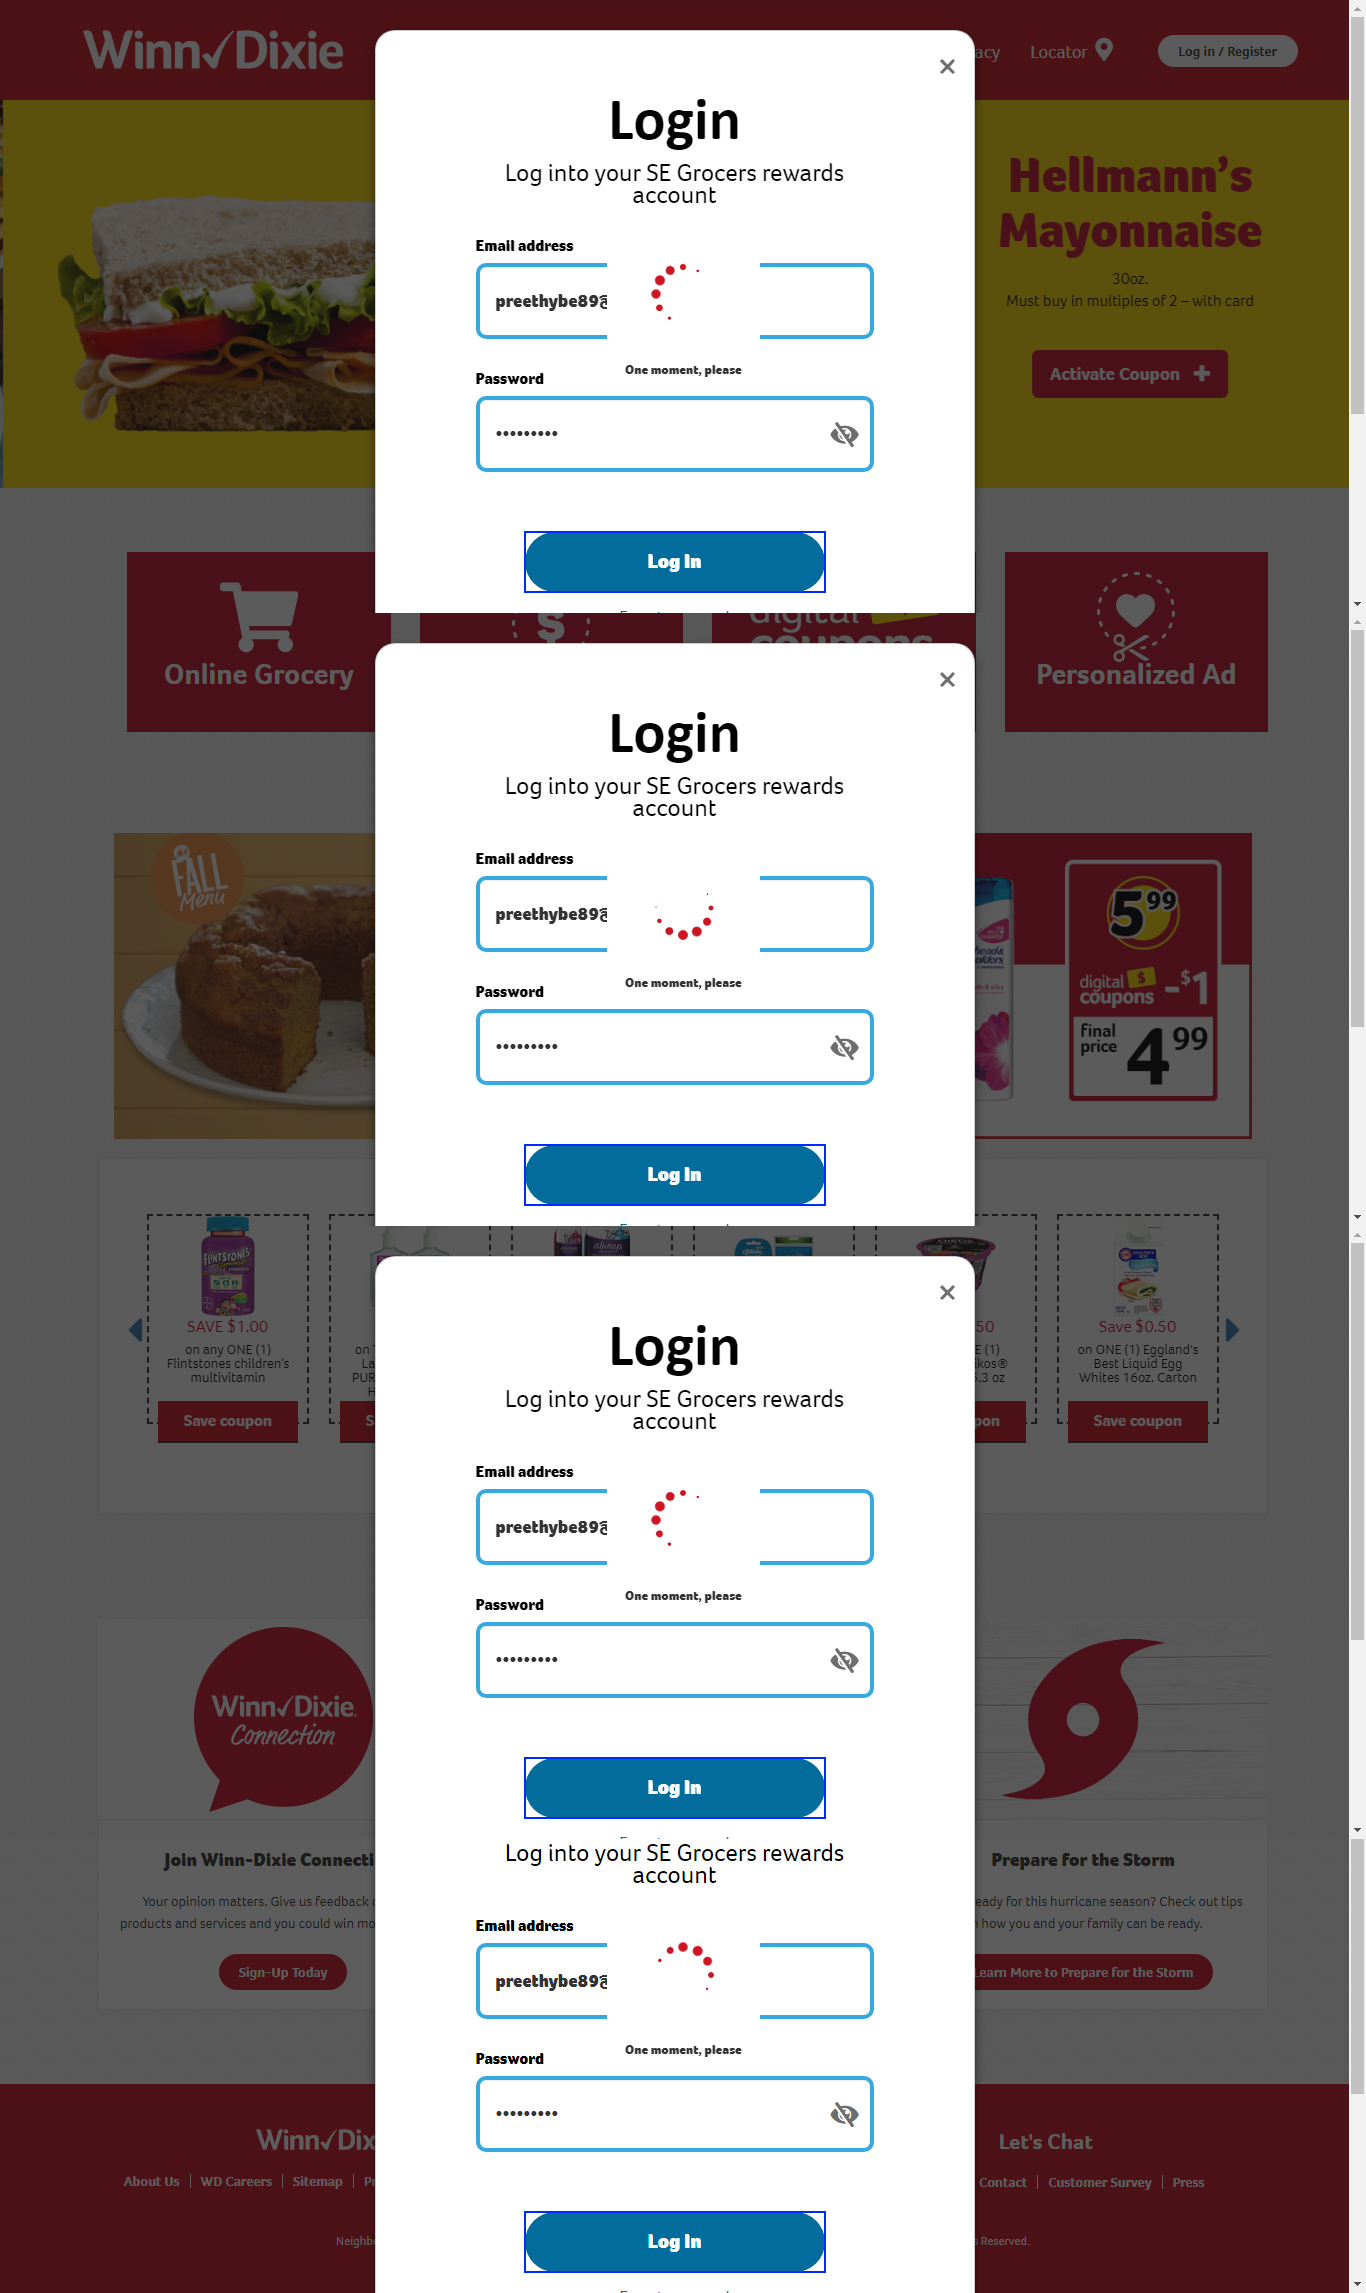 Winn✓Dixie
acy
Locator
Log in / Register
×
Login
Log into your SE Grocers rewards
account
Email address
preethybe89@
One moment, please
Password
•••••••••
Log In
Hellmann's
Mayonnaise
30oz.
Must buy in multiples of 2 – with card
Activate Coupon +
Online Grocery
$
digital
coupons
Personalized Ad
×
Login
Log into your SE Grocers rewards
account
Email address
preethybe89@
One moment, please
Password
•••••••••
Log In
FALL
Menu
5.99
digital $
coupons -$1
final
price 4.99
FLINTSTONES
SAVE $1.00
on any ONE (1)
Flintstones children's
multivitamin
Save coupon
always
Save $0.50
on ONE (1) Eggland's
Best Liquid Egg
Whites 16oz. Carton
Save coupon
×
Login
Log into your SE Grocers rewards
account
Email address
preethybe89@
One moment, please
Password
•••••••••
Log In
Winn✓Dixie.
Connection
Join Winn-Dixie Connecti
Your opinion matters. Give us feedback
products and services and you could win mo
Sign-Up Today
Log into your SE Grocers rewards
account
Email address
preethybe89@
One moment, please
Password
•••••••••
Log In
Prepare for the Storm
eady for this hurricane season? Check out tips
how you and your family can be ready.
Learn More to Prepare for the Storm
Winn✓Dix
About Us | WD Careers | Sitemap | Pr
Let's Chat
Contact | Customer Survey | Press
Neighb
s Reserved.